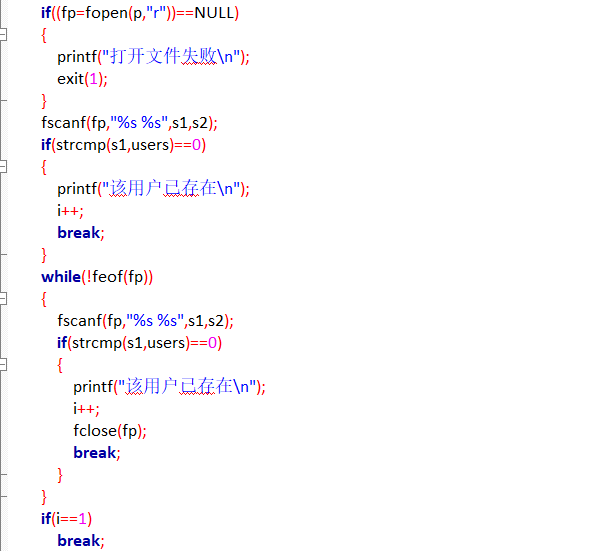 if((fp=fopen(p,"r"))==NULL)
{
printf("打开文件失败\n");
exit(1);
}
fscanf(fp,"%s %s",s1,s2);
if(strcmp(s1,users)==0)
{
printf("该用户已存在\n");
i++;
break;
}
while(!feof(fp))
{
fscanf(fp,"%s %s",s1,s2);
if(strcmp(s1,users)==0)
{
printf("该用户已存在\n");
i++;
fclose(fp);
break;
}
}
if(i==1)
break;